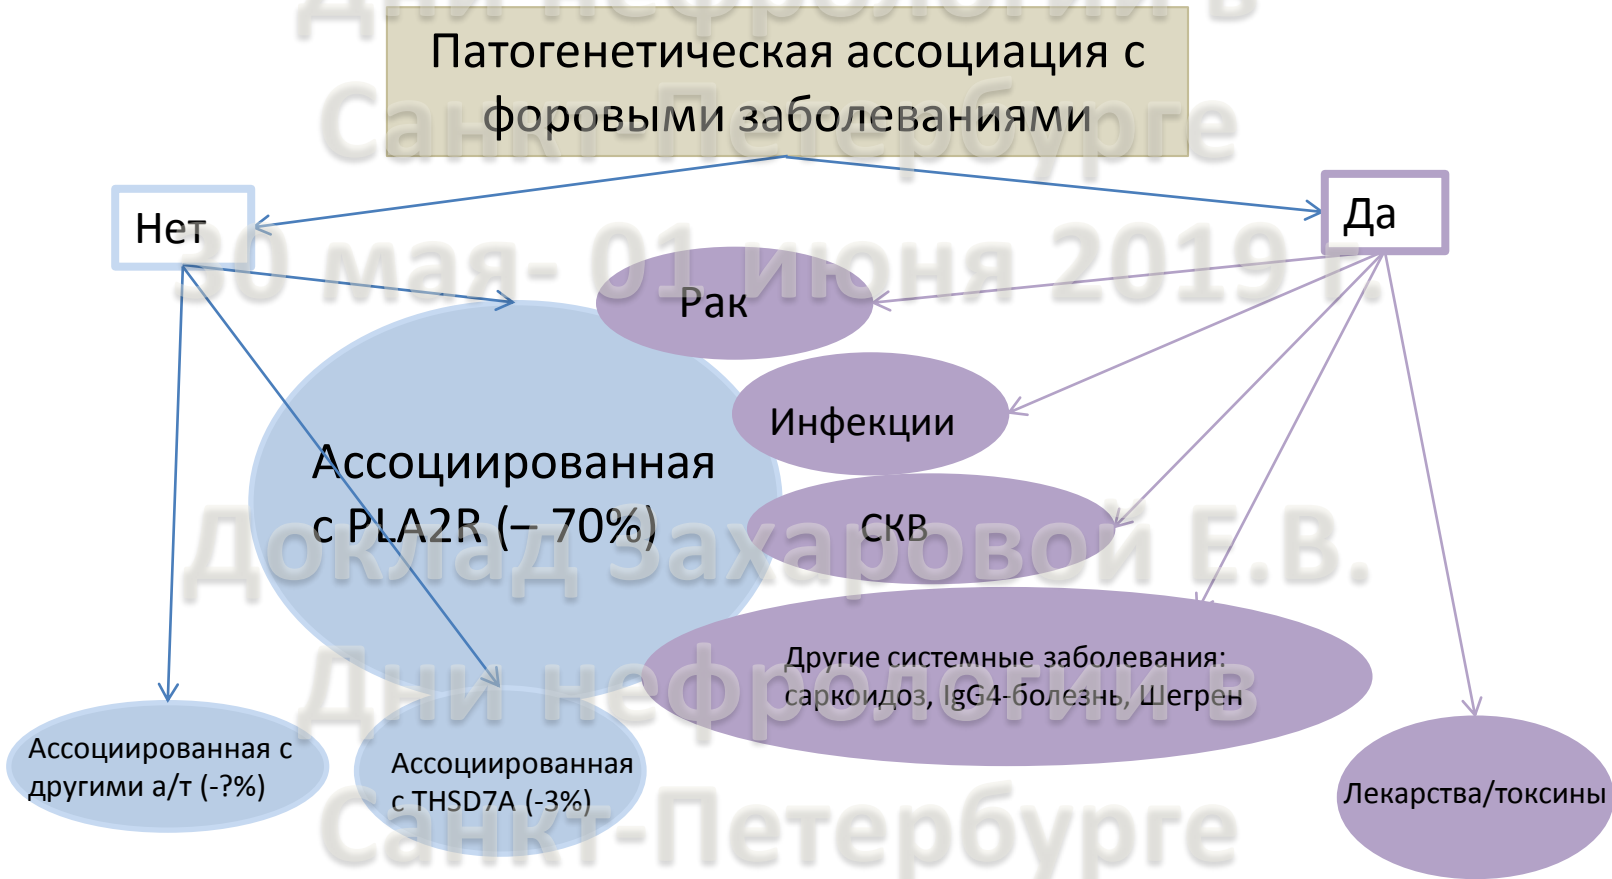 Дни нефрологии в
Патогенетическая ассоциация с
форовыми заболеваниями
Санкт-Петербурге
Нет
Да
30 мая- 01 июня 2019 г.
Рак
Инфекции
Ассоциированная
с PLA2R (– 70%)
СКВ
Доклад Захаровой Е.В.
Другие системные заболевания:
саркоидоз, IgG4-болезнь, Шегрен
Дни нефрологии в
Ассоциированная с
другими а/т (-?%)
Ассоциированная
с THSD7A (-3%)
Лекарства/токсины
Санкт-Петербурге